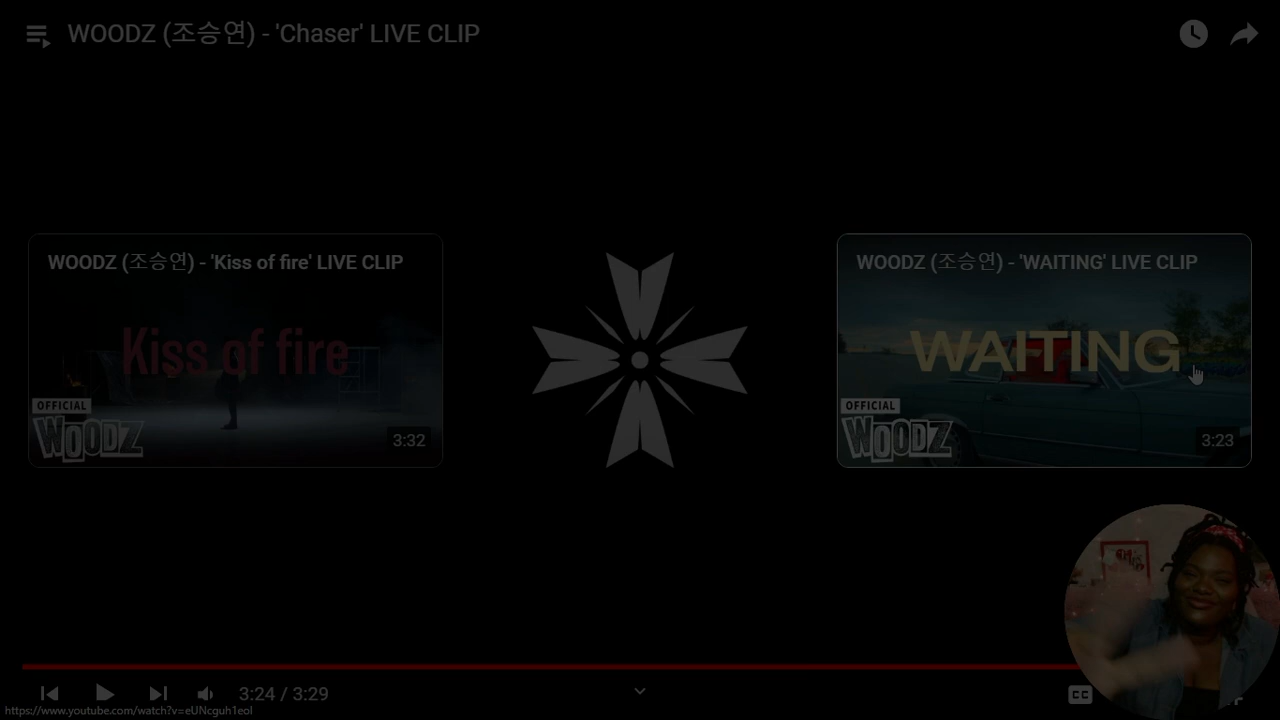 WOODZ (조승연) - 'Chaser' LIVE CLIP
WOODZ (조승연) - 'Kiss of fire' LIVE CLIP
Kiss of fire
OFFICIAL
WOODZ
3:32
WOODZ (조승연) - 'WAITING' LIVE CLIP
WAITING
OFFICIAL
WOODZ
3:23
3:24 / 3:29
CC
https://www.youtube.com/watch?v=eUNcguh1eoI